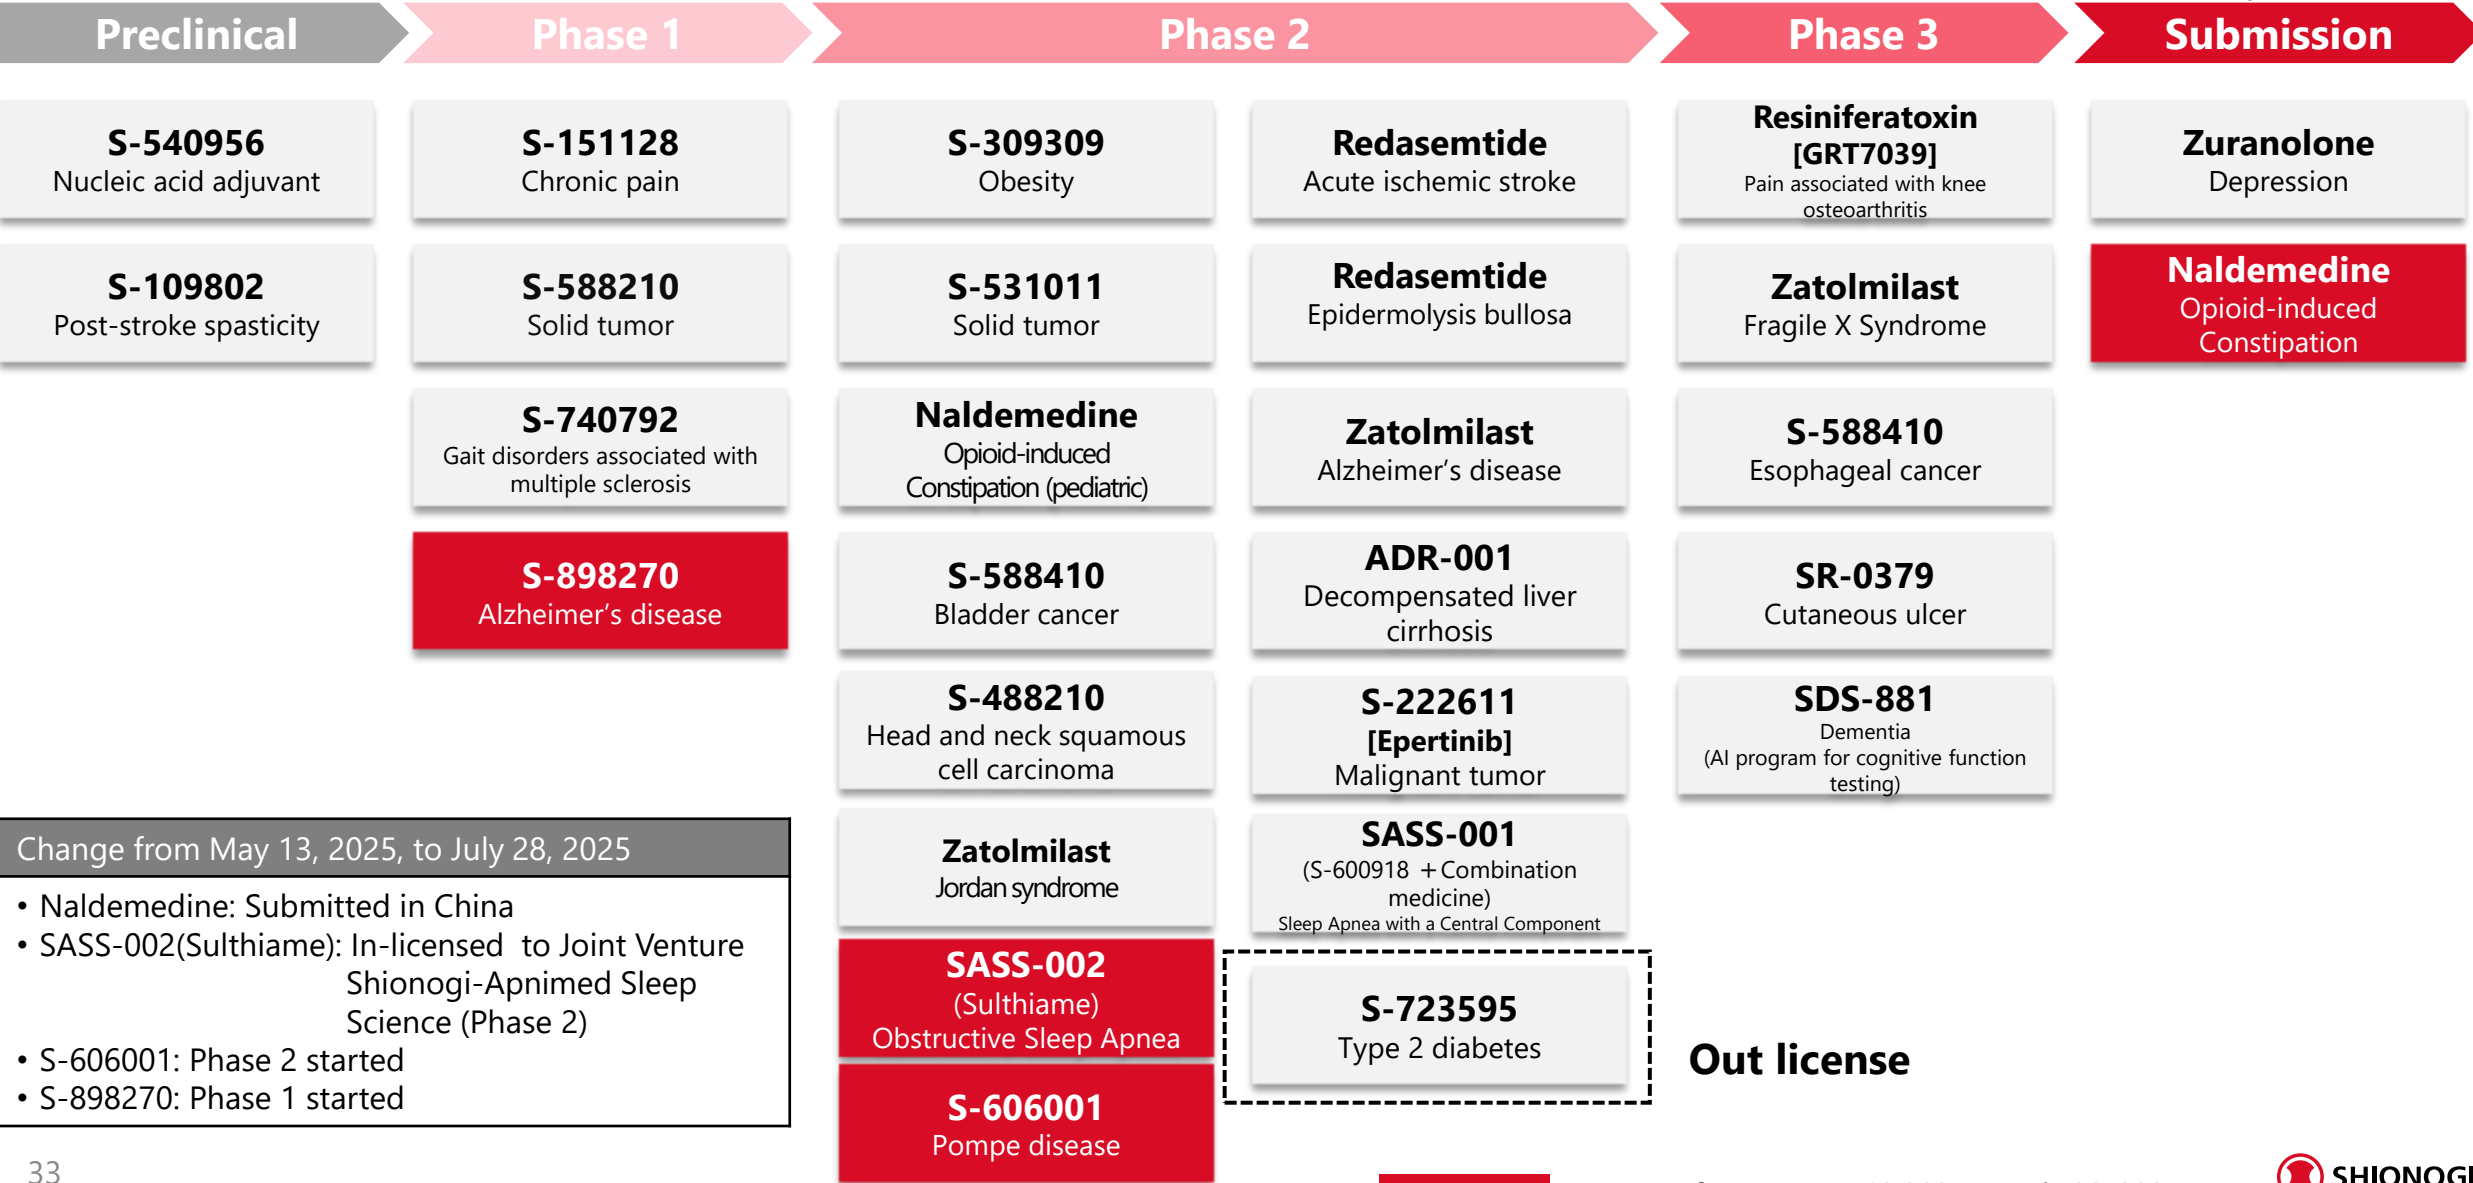 Preclinical
Phase 1
Phase 2
Phase 3
Submission
S-540956
Nucleic acid adjuvant
S-109802
Post-stroke spasticity
S-151128
Chronic pain
S-588210
Solid tumor
S-740792
Gait disorders associated with
multiple sclerosis
S-898270
Alzheimer's disease
S-309309
Obesity
S-531011
Solid tumor
Naldemedine
Opioid-induced
Constipation (pediatric)
S-588410
Bladder cancer
S-488210
Head and neck squamous
cell carcinoma
Zatolmilast
Jordan syndrome
SASS-002
(Sulthiame)
Obstructive Sleep Apnea
S-606001
Pompe disease
Redasemtide
Acute ischemic stroke
Redasemtide
Epidermolysis bullosa
Zatolmilast
Alzheimer's disease
ADR-001
Decompensated liver
cirrhosis
S-222611
[Epertinib]
Malignant tumor
SASS-001
(S-600918 +Combination
medicine)
Sleep Apnea with a Central Component
S-723595
Type 2 diabetes
Out license
Resiniferatoxin
[GRT7039]
Pain associated with knee
osteoarthritis
Zatolmilast
Fragile X Syndrome
S-588410
Esophageal cancer
SR-0379
Cutaneous ulcer
SDS-881
Dementia
(AI program for cognitive function
testing)
Zuranolone
Depression
Naldemedine
Opioid-induced
Constipation
Change from May 13, 2025, to July 28, 2025
• Naldemedine: Submitted in China
• SASS-002(Sulthiame): In-licensed to Joint Venture
Shionogi-Apnimed Sleep
Science (Phase 2)
• S-606001: Phase 2 started
• S-898270: Phase 1 started
33
SHIONOGI